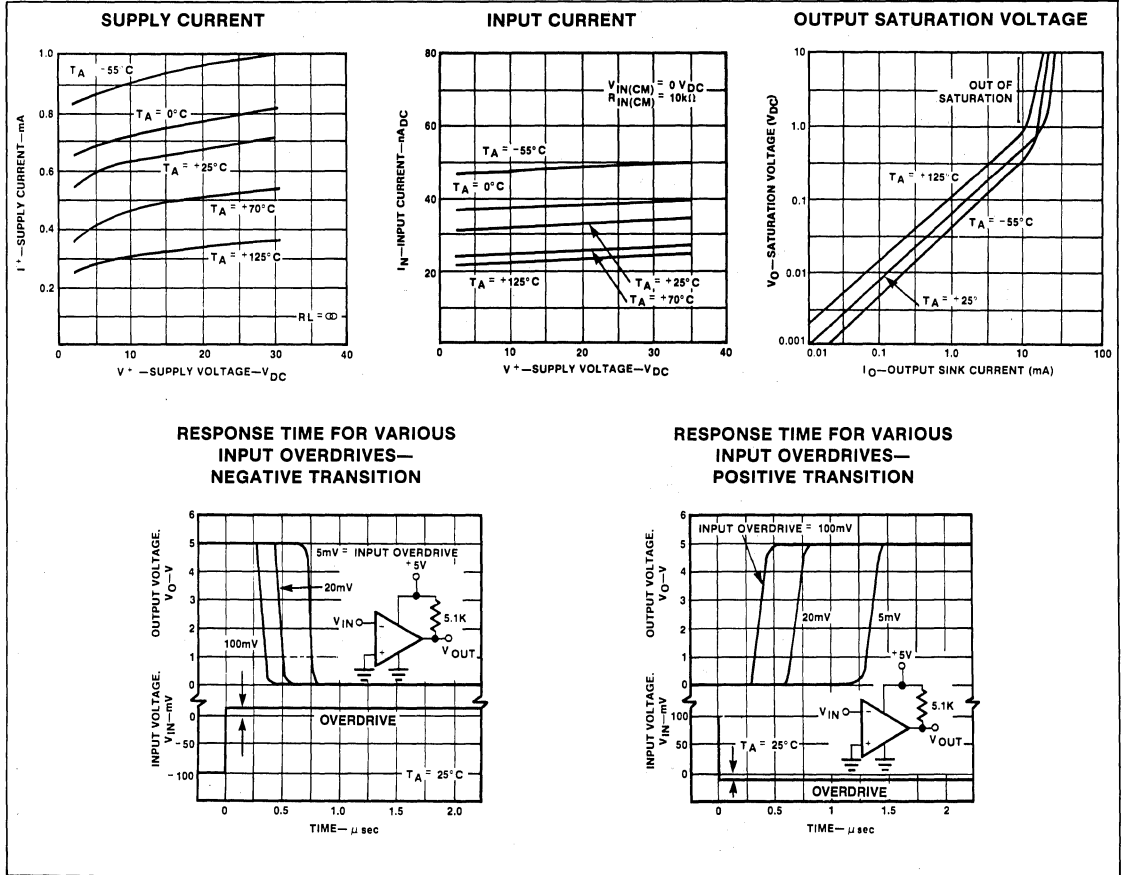 SUPPLY CURRENT
I⁺—SUPPLY CURRENT—mA
1.0
0.8
0.6
0.4
0.2
0
10
20
30
40
T_A −55°C
T_A = 0°C
T_A = +25°C
T_A = +70°C
T_A = +125°C
RL = ∞
V⁺ —SUPPLY VOLTAGE—V_DC
INPUT CURRENT
I_N—INPUT CURRENT—nA_DC
80
60
40
20
0
10
20
30
40
V_IN(CM) = 0 V_DC
R_IN(CM) = 10kΩ
T_A = −55°C
T_A = 0°C
T_A = +25°C
T_A = +70°C
T_A = +125°C
V⁺ —SUPPLY VOLTAGE—V_DC
OUTPUT SATURATION VOLTAGE
V_O—SATURATION VOLTAGE (V_DC)
10
1.0
0.1
0.01
0.001
0.01
0.1
1.0
10
100
OUT OF
SATURATION
T_A = +125°C
T_A = −55°C
T_A = +25°
I_O—OUTPUT SINK CURRENT (mA)
RESPONSE TIME FOR VARIOUS
INPUT OVERDRIVES—
NEGATIVE TRANSITION
OUTPUT VOLTAGE.
V_O—V
6
5
4
3
2
1
0
5mV = INPUT OVERDRIVE
20mV
100mV
+5V
5.1K
V_IN
−
+
V_OUT
INPUT VOLTAGE.
V_IN—mV
0
−50
−100
OVERDRIVE
T_A = 25°C
0
0.5
1.0
1.5
2.0
TIME— μ sec
RESPONSE TIME FOR VARIOUS
INPUT OVERDRIVES—
POSITIVE TRANSITION
OUTPUT VOLTAGE.
V_O—V
6
5
4
3
2
1
0
INPUT OVERDRIVE = 100mV
20mV
5mV
+5V
5.1K
V_IN
−
+
V_OUT
INPUT VOLTAGE.
V_IN—mV
100
50
0
T_A = 25°C
OVERDRIVE
0
0.5
1.0
1.5
2.0
TIME— μ sec